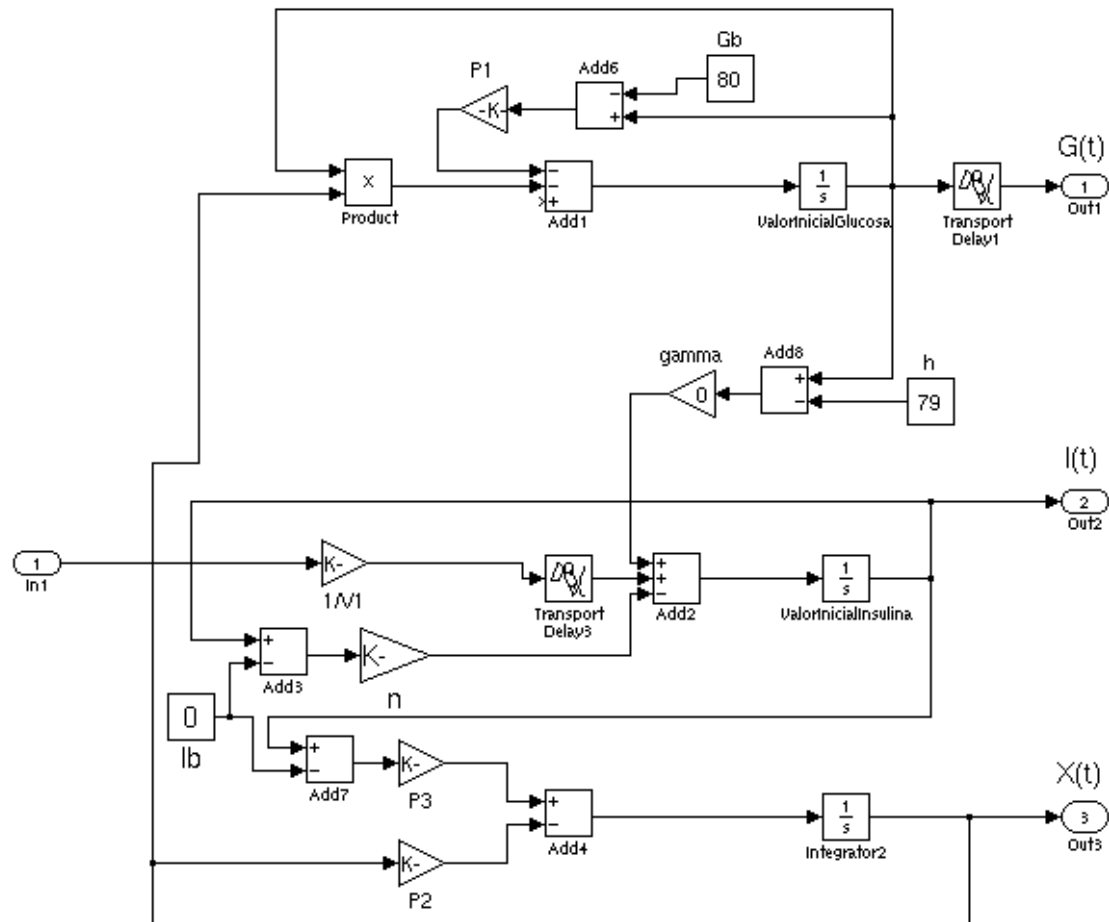 Gb
80
Add6
-
+
P1
-K-
G(t)
1
Out1
x
Product
-
-
+
Add1
1
s
ValorInicialGlucosa
Transport
Delay1
gamma
0
Add8
+
-
h
79
I(t)
2
Out2
1
In1
K-
1/V1
Transport
Delay3
+
+
-
Add2
1
s
ValorInicialInsulina
+
-
Add3
K-
n
0
Ib
+
-
Add7
K-
P3
X(t)
+
-
Add4
1
s
Integrator2
3
Out3
K-
P2